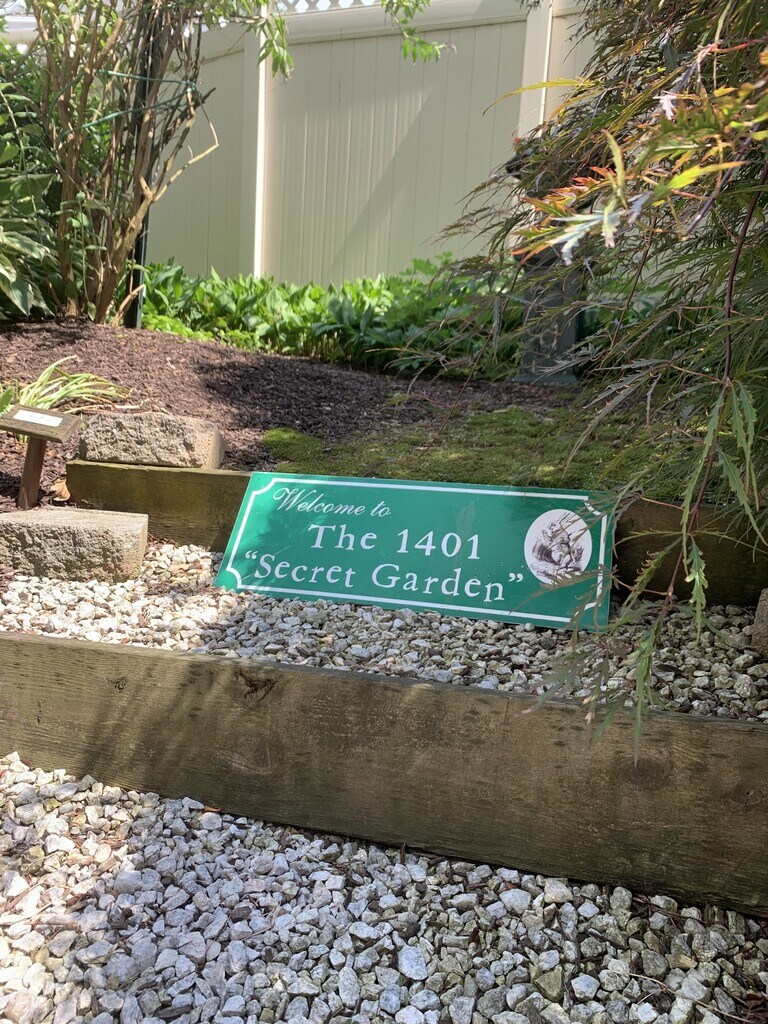 Welcome to
The 1401
“Secret Garden”